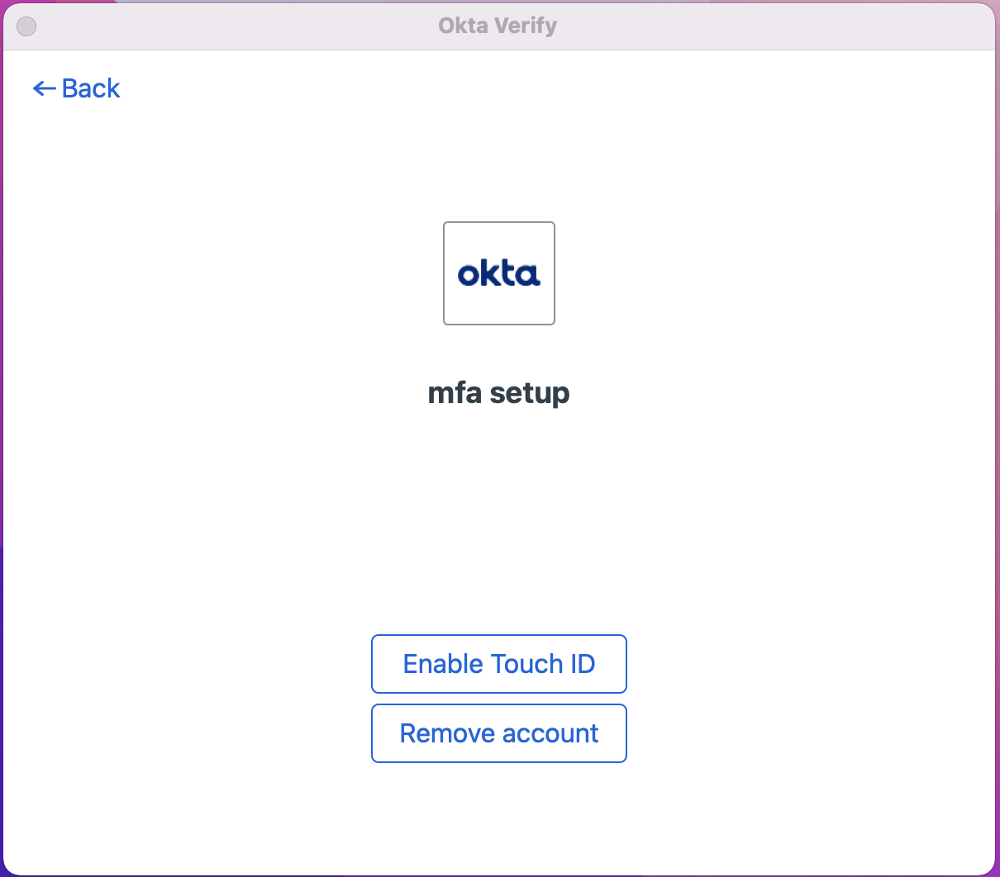 Okta Verify
← Back
okta
mfa setup
Enable Touch ID
Remove account